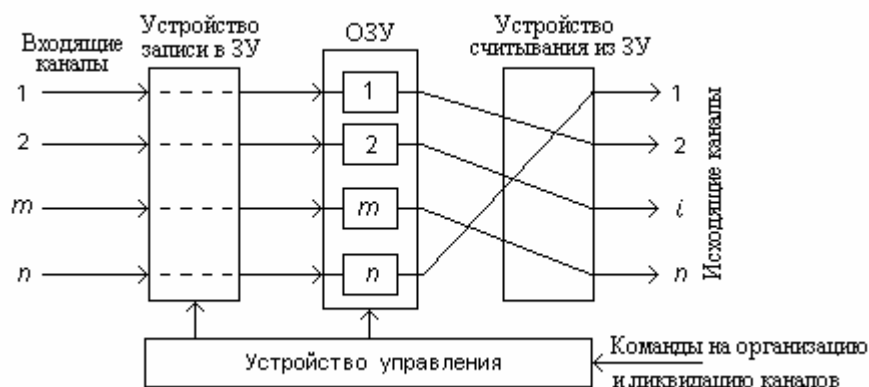 Входящие
каналы
Устройство
записи в ЗУ
ОЗУ
Устройство
считывания из ЗУ
1
1
1
2
2
2
m
m
i
n
n
n
Исходящие каналы
Устройство управления
Команды на организацию
и ликвидацию каналов